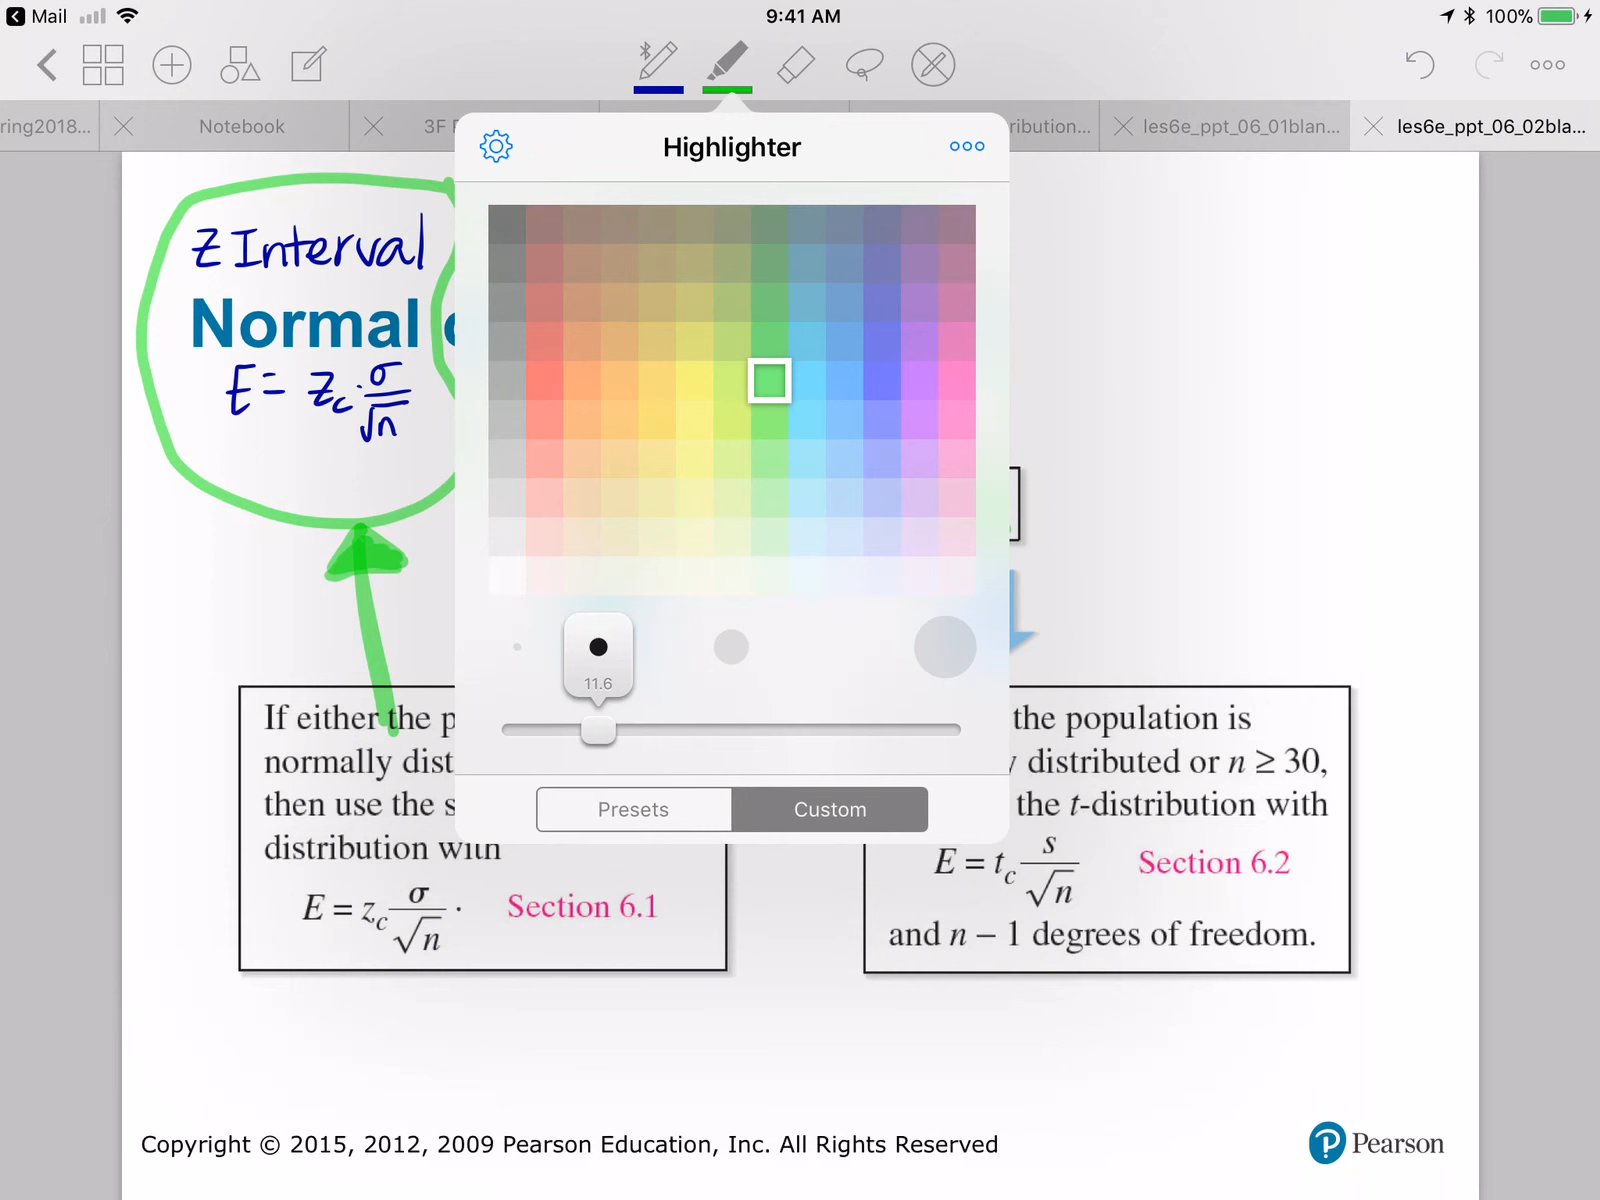 Mail 9:41 AM 100%
ring2018... Notebook 3F ribution... les6e_ppt_06_01blan... les6e_ppt_06_02bla...
Highlighter
Z Interval
Normal
E = Zc · σ/√n
11.6
If either the p
normally dist
then use the s
distribution with
E = zc σ/√n · Section 6.1
Presets Custom
the population is
distributed or n ≥ 30,
the t-distribution with
E = tc s/√n Section 6.2
and n − 1 degrees of freedom.
Copyright © 2015, 2012, 2009 Pearson Education, Inc. All Rights Reserved
P Pearson